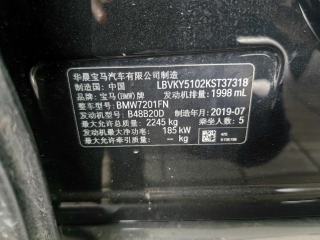 华晨宝马汽车有限公司制造
制造国: 中国 LBVKY5102KST37318
品牌: 宝马(BMW)牌 发动机排量: 1998 mL
整车型号: BMW7201FN
发动机型号: B48B20D 制造年月: 2019-07
最大允许总质量: 2245 kg 乘坐人数: 5
发动机最大净功率: 185 kW
最大允许牵引质量: -- kg